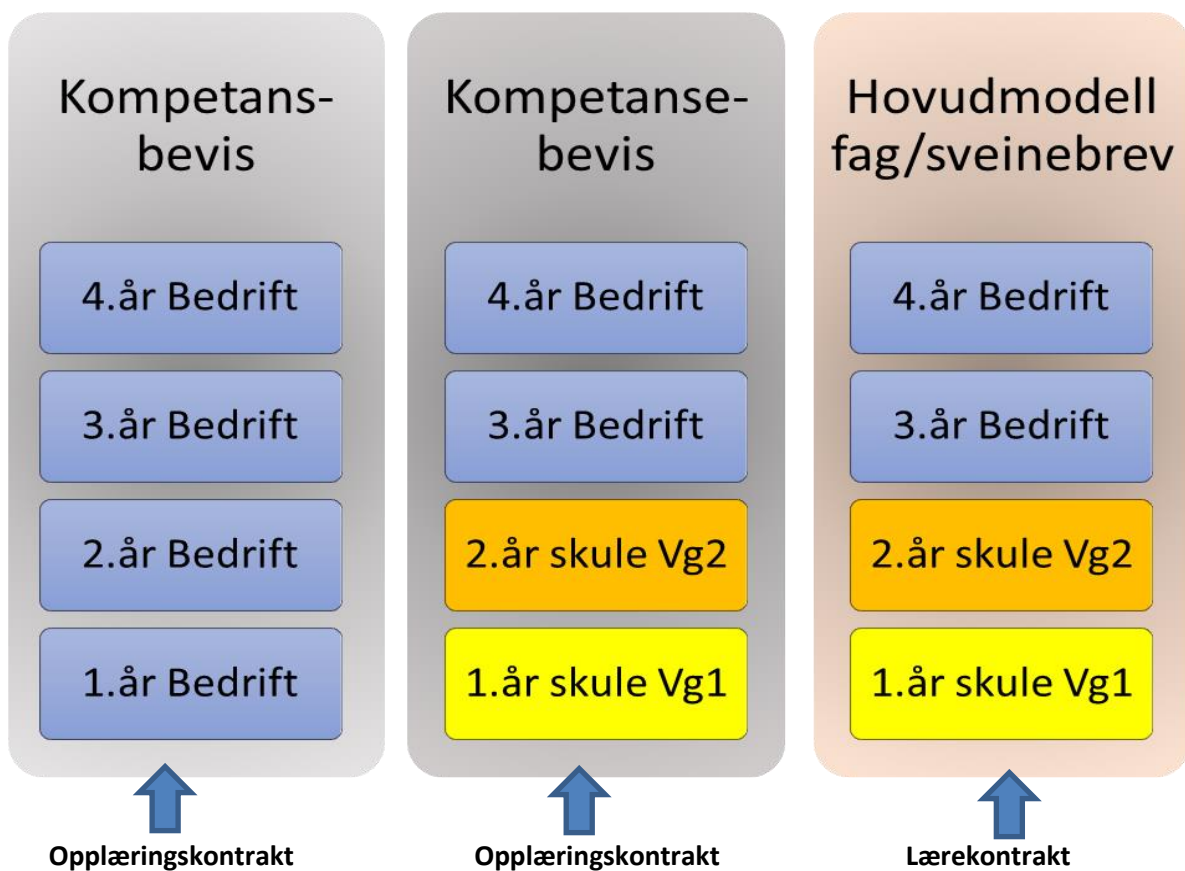 Kompetans-
bevis
4.år Bedrift
3.år Bedrift
2.år Bedrift
1.år Bedrift
Opplæringskontrakt
Kompetanse-
bevis
4.år Bedrift
3.år Bedrift
2.år skule Vg2
1.år skule Vg1
Opplæringskontrakt
Hovudmodell
fag/sveinebrev
4.år Bedrift
3.år Bedrift
2.år skule Vg2
1.år skule Vg1
Lærekontrakt